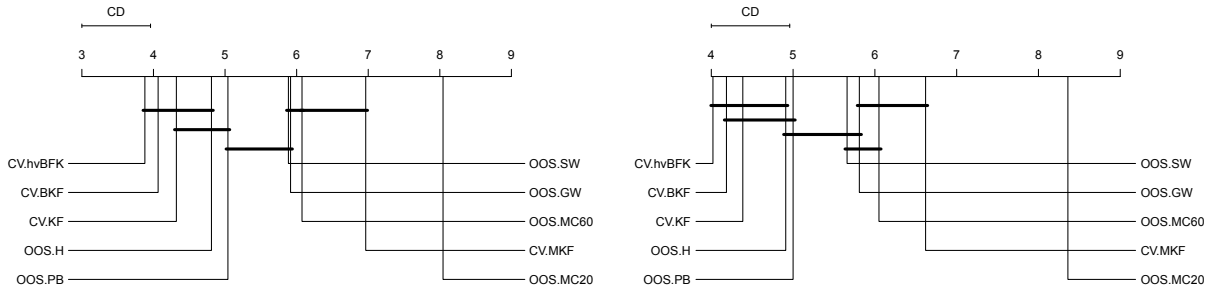 CD
3 4 5 6 7 8 9
CV.hvBFK
CV.BKF
CV.KF
OOS.H
OOS.PB
OOS.SW
OOS.GW
OOS.MC60
CV.MKF
OOS.MC20
CD
4 5 6 7 8 9
CV.hvBFK
CV.BKF
CV.KF
OOS.H
OOS.PB
OOS.SW
OOS.GW
OOS.MC60
CV.MKF
OOS.MC20